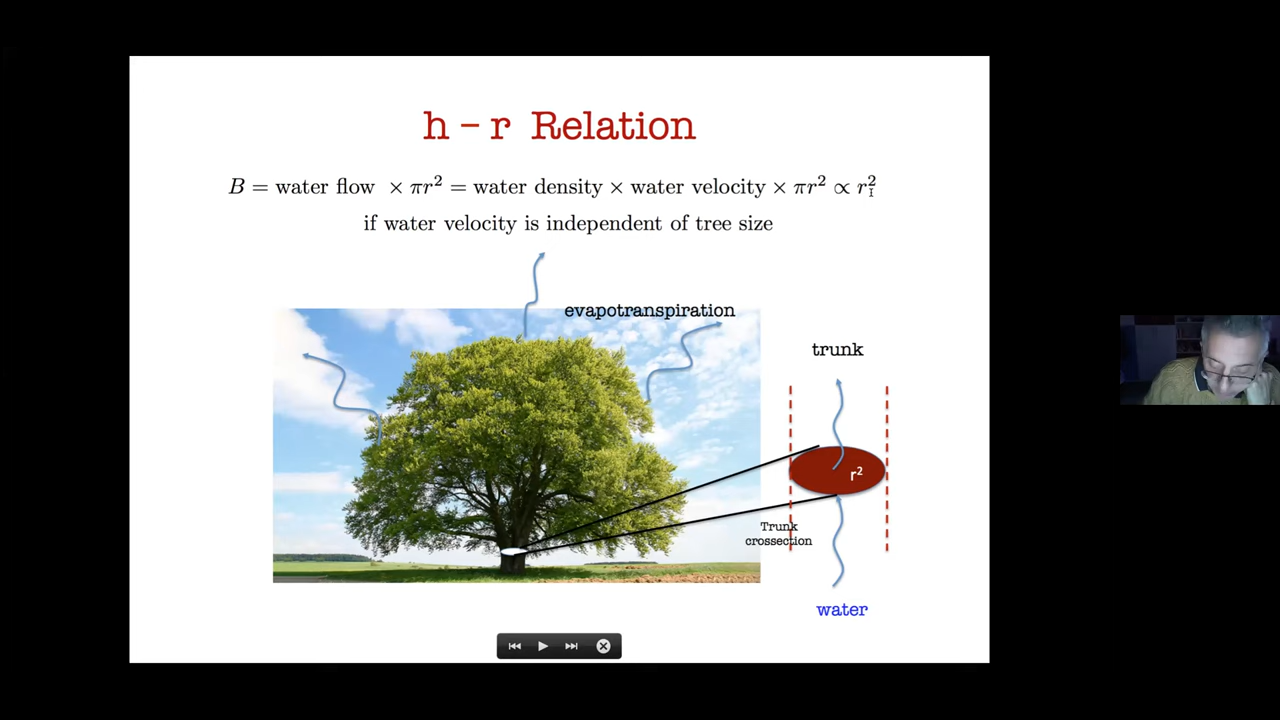 h – r Relation
B = water flow × πr² = water density × water velocity × πr² ∝ r²
if water velocity is independent of tree size
evapotranspiration
trunk
r²
Trunk
crossection
water